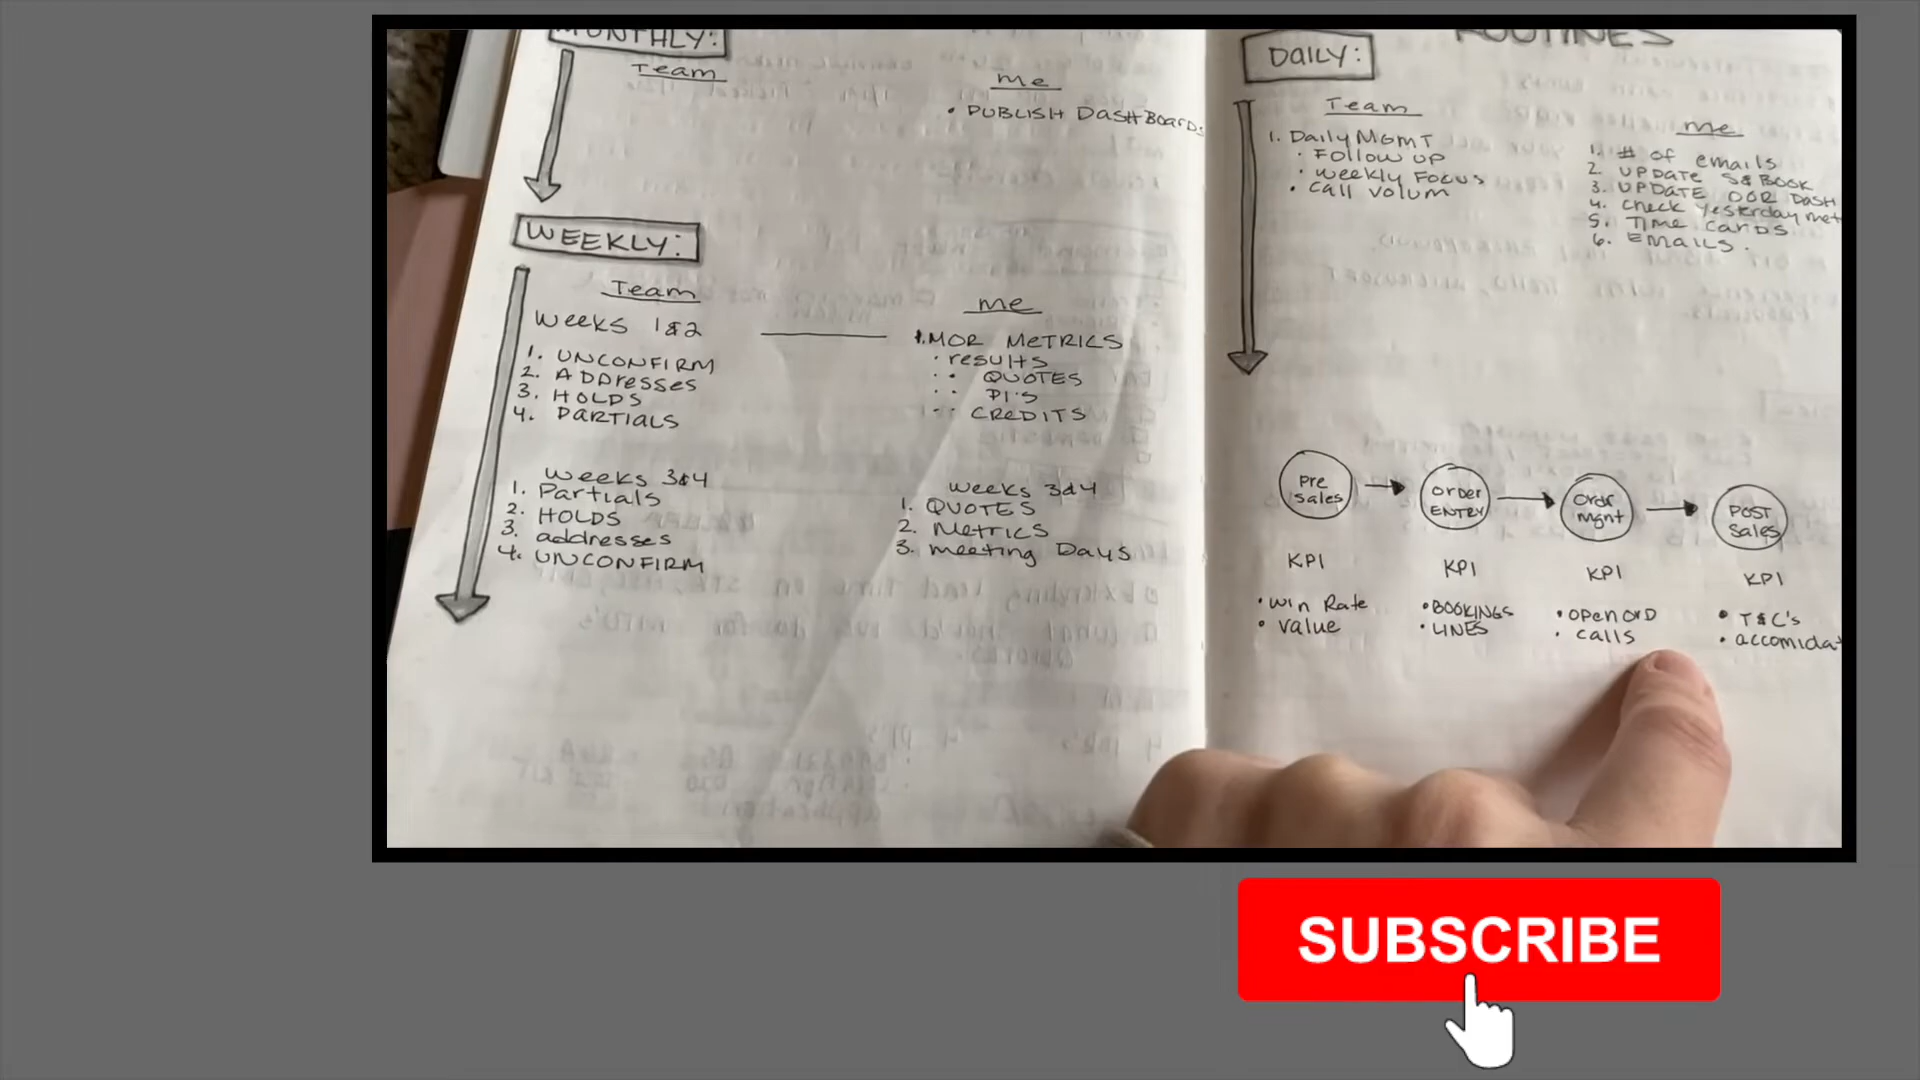 MONTHLY:
Team
me
• PUBLISH DASHBOARDS
WEEKLY:
Team
Weeks 1&2
1. UNCONFIRM
2. ADDresses
3. HOLDS
4. PARTIALS
me
1. MOR METRICS
• results
•• QUOTES
•• PI'S
•• CREDITS
Weeks 3&4
1. Partials
2. HOLDS
3. addresses
4. UNCONFIRM
Weeks 3&4
1. QUOTES
2. Metrics
3. meeting Days
ROUTINES
DAILY:
Team
1. Daily MGMT
• Follow up
• weekly Focus
• call volum
me
1. # of emails
2. UPDATE S&BOOK
3. UPDATE OOR DASH
4. check yesterday met
5. TIME cards
6. Emails.
Pre
sales
order
ENTRY
ordr
mgnt
POST
sales
KPI
KPI
KPI
KPI
• win Rate
• value
• BOOKINGS
• LINES
• open ord
• calls
• T&C's
• accomidat
SUBSCRIBE